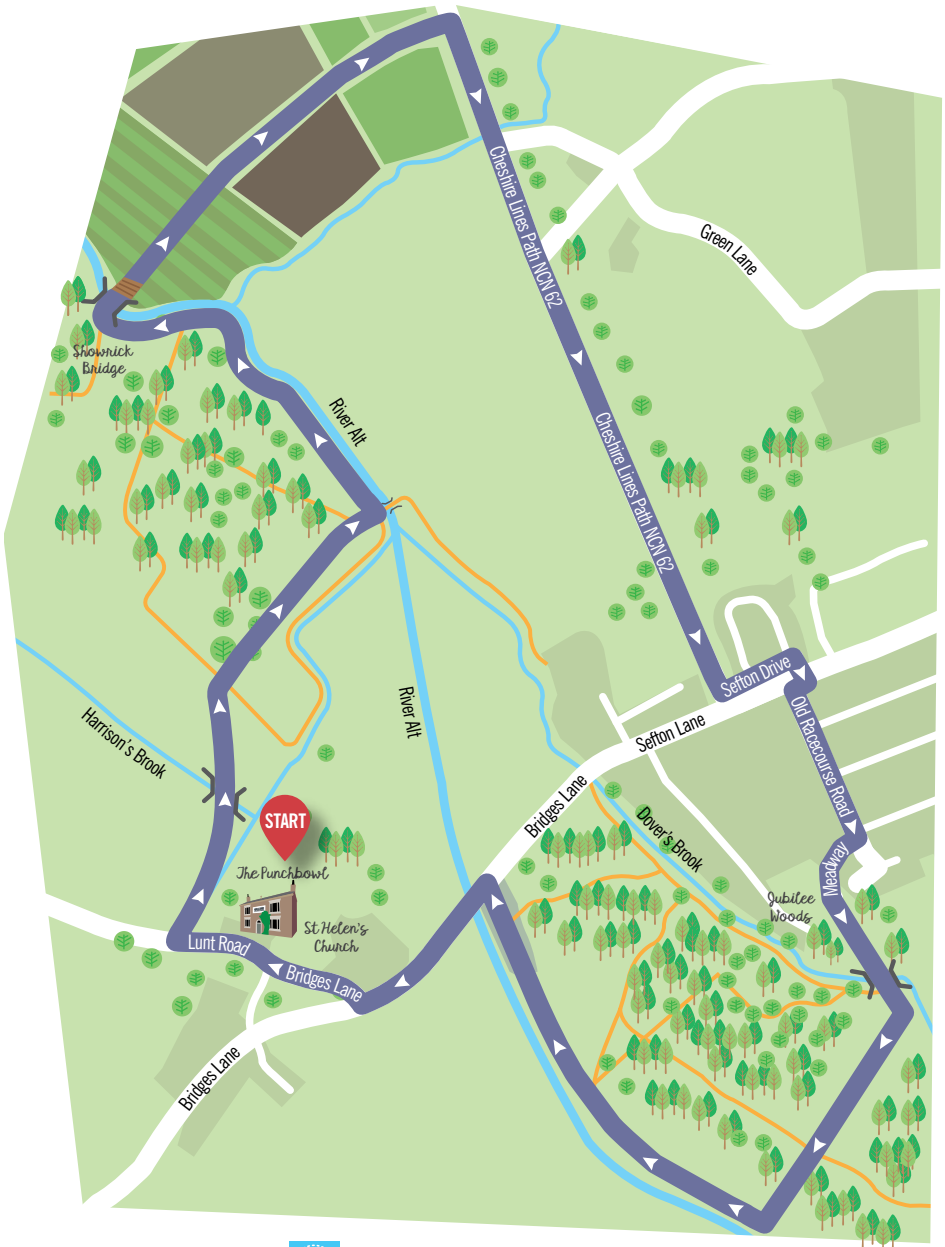 Cheshire Lines Path NCN 62
Green Lane
Showrick
Bridge
River Alt
Cheshire Lines Path NCN 62
Sefton Drive
Old Racecourse Road
River Alt
Sefton Lane
Harrison's Brook
Bridges Lane
START
Dover's Brook
Meadway
The Punchbowl
Jubilee
Woods
St Helen's
Church
Lunt Road
Bridges Lane
Bridges Lane